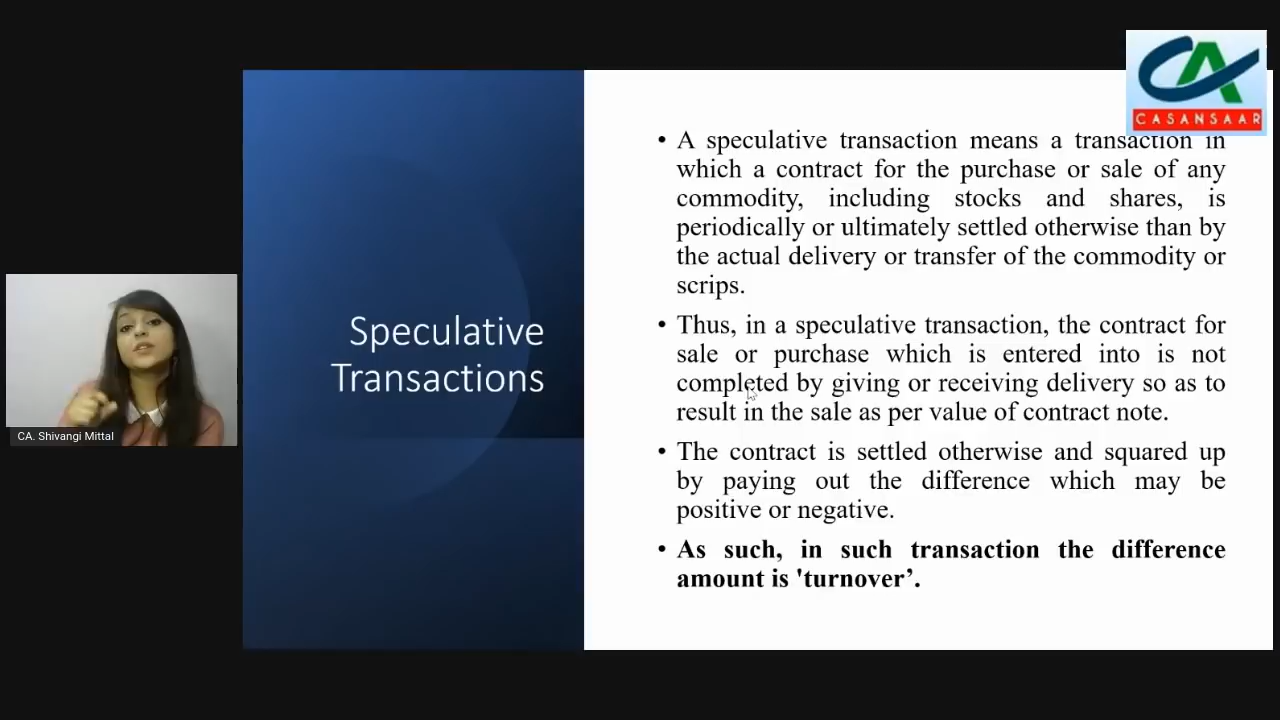 CASANSAAR
• A speculative transaction means a transaction in
which a contract for the purchase or sale of any
commodity, including stocks and shares, is
periodically or ultimately settled otherwise than by
the actual delivery or transfer of the commodity or
scrips.
Speculative
Transactions
• Thus, in a speculative transaction, the contract for
sale or purchase which is entered into is not
completed by giving or receiving delivery so as to
result in the sale as per value of contract note.
• The contract is settled otherwise and squared up
by paying out the difference which may be
positive or negative.
• As such, in such transaction the difference
amount is 'turnover’.
CA. Shivangi Mittal